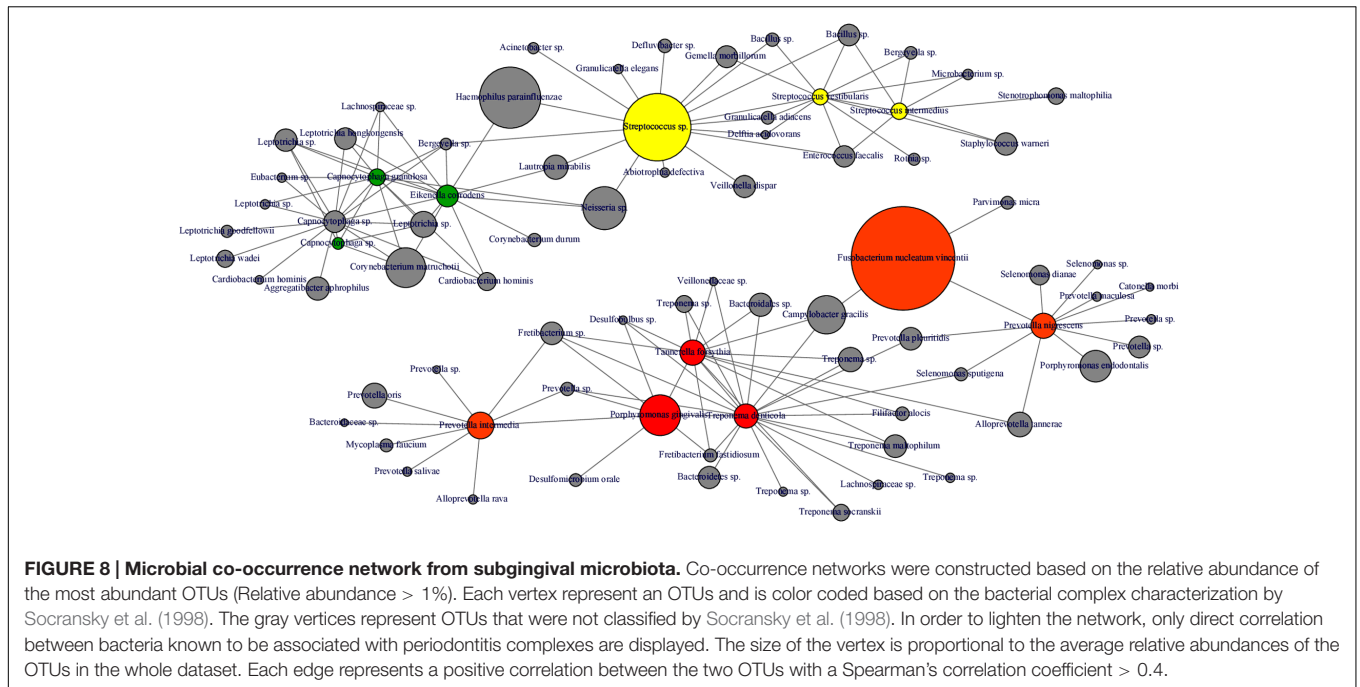 Acinetobacter sp.
Defluvibacter sp.
Bacillus sp.
Bacillus sp.
Gemella morbillorum
Bergeyella sp.
Granulicatella elegans
Microbacterium sp.
Haemophilus parainfluenzae
Streptococcus vestibularis
Stenotrophomonas maltophilia
Lachnospiraceae sp.
Streptococcus intermedius
Granulicatella adiacens
Streptococcus sp.
Leptotrichia hongkongensis
Leptotrichia sp.
Delftia acidovorans
Bergeyella sp.
Staphylococcus warneri
Enterococcus faecalis
Rothia sp.
Lautropia mirabilis
Abiotrophia defectiva
Eubacterium sp.
Capnocytophaga granulosa
Veillonella dispar
Eikenella corrodens
Leptotrichia sp.
Neisseria sp.
Capnocytophaga sp.
Leptotrichia sp.
Parvimonas micra
Leptotrichia goodfellowii
Corynebacterium durum
Capnocytophaga sp.
Leptotrichia wadei
Fusobacterium nucleatum vincentii
Corynebacterium matruchotii
Selenomonas sp.
Cardiobacterium hominis
Cardiobacterium hominis
Selenomonas dianae
Aggregatibacter aphrophilus
Veillonellaceae sp.
Catonella morbi
Treponema sp.
Bacteroidales sp.
Prevotella maculosa
Desulfobulbus sp.
Campylobacter gracilis
Prevotella sp.
Fretibacterium sp.
Prevotella nigrescens
Prevotella pleuritidis
Prevotella sp.
Tannerella forsythia
Treponema sp.
Porphyromonas endodontalis
Prevotella sp.
Selenomonas sputigena
Prevotella sp.
Prevotella oris
Filifactor alocis
Porphyromonas gingivalis
Treponema denticola
Bacteroidaceae sp.
Prevotella intermedia
Alloprevotella tannerae
Mycoplasma faucium
Treponema maltophilum
Fretibacterium fastidiosum
Prevotella salivae
Bacteroidetes sp.
Desulfomicrobium orale
Treponema sp.
Lachnospiraceae sp.
Treponema sp.
Alloprevotella rava
Treponema socranskii
FIGURE 8 | Microbial co-occurrence network from subgingival microbiota. Co-occurrence networks were constructed based on the relative abundance of
the most abundant OTUs (Relative abundance > 1%). Each vertex represent an OTUs and is color coded based on the bacterial complex characterization by
Socransky et al. (1998). The gray vertices represent OTUs that were not classified by Socransky et al. (1998). In order to lighten the network, only direct correlation
between bacteria known to be associated with periodontitis complexes are displayed. The size of the vertex is proportional to the average relative abundances of the
OTUs in the whole dataset. Each edge represents a positive correlation between the two OTUs with a Spearman's correlation coefficient > 0.4.